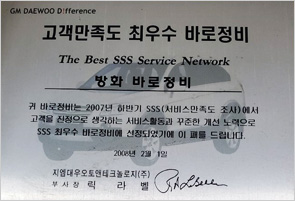 GM DAEWOO D!fference
고객만족도 최우수 바로정비
The Best SSS Service Network
방화 바로정비
귀 바로정비는 2007년 하반기 SSS(서비스만족도 조사)에서
고객을 진정으로 생각하는 서비스활동과 꾸준한 개선 노력으로
SSS 최우수 바로정비에 선정되었기에 이 패를 드립니다.
2008년 2월 1일
지엠대우오토앤테크놀로지(주)
부사장 릭 라벨